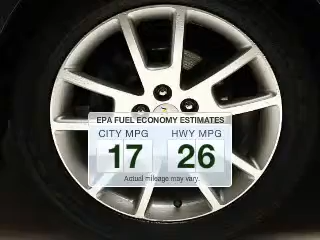 EPA FUEL ECONOMY ESTIMATES
CITY MPG HWY MPG
17 26
Actual mileage may vary.